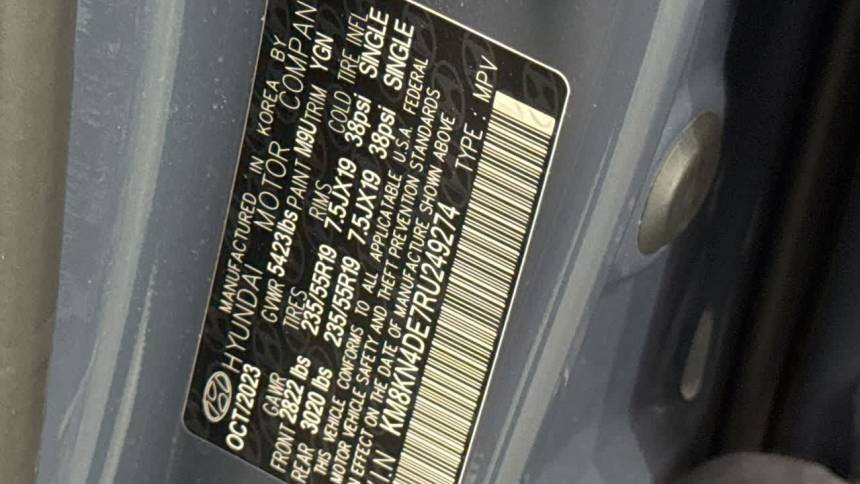 MANUFACTURED IN KOREA BY
HYUNDAI MOTOR COMPAN
OCT/2023 GVWR 5423lbs PAINT M9U TRIM YGN
GAWR TIRES RIMS COLD TIRE INFL
FRONT 2822 lbs 235/55R19 7.5JX19 38psi SINGLE
REAR 3020 lbs 235/55R19 7.5JX19 38psi SINGLE
THIS VEHICLE CONFORMS TO ALL APPLICABLE U.S.A. FEDERAL
MOTOR VEHICLE SAFETY AND THEFT PREVENTION STANDARDS
IN EFFECT ON THE DATE OF MANUFACTURE SHOWN ABOVE
V.I.N KM8KN4DE7RU249274 TYPE : MPV